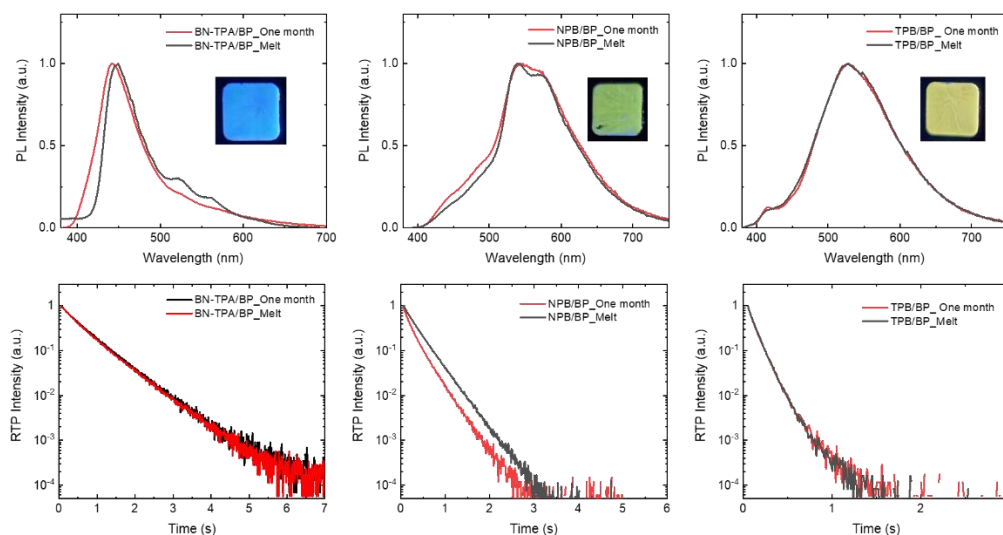 BN-TPA/BP_One month
BN-TPA/BP_Melt
PL Intensity (a.u.)
1.0
0.5
0.0
400
500
600
700
Wavelength (nm)
NPB/BP_One month
NPB/BP_Melt
PL Intensity (a.u.)
1.0
0.5
0.0
400
500
600
700
Wavelength (nm)
TPB/BP_One month
TPB/BP_Melt
PL Intensity (a.u.)
1.0
0.5
0.0
400
500
600
700
Wavelength (nm)
BN-TPA/BP_One month
BN-TPA/BP_Melt
RTP Intensity (a.u.)
1
10-1
10-2
10-3
10-4
0 1 2 3 4 5 6 7
Time (s)
NPB/BP_One month
NPB/BP_Melt
RTP Intensity (a.u.)
1
10-1
10-2
10-3
10-4
0 1 2 3 4 5 6
Time (s)
TPB/BP_One month
TPB/BP_Melt
RTP Intensity (a.u.)
1
10-1
10-2
10-3
10-4
0 1 2
Time (s)